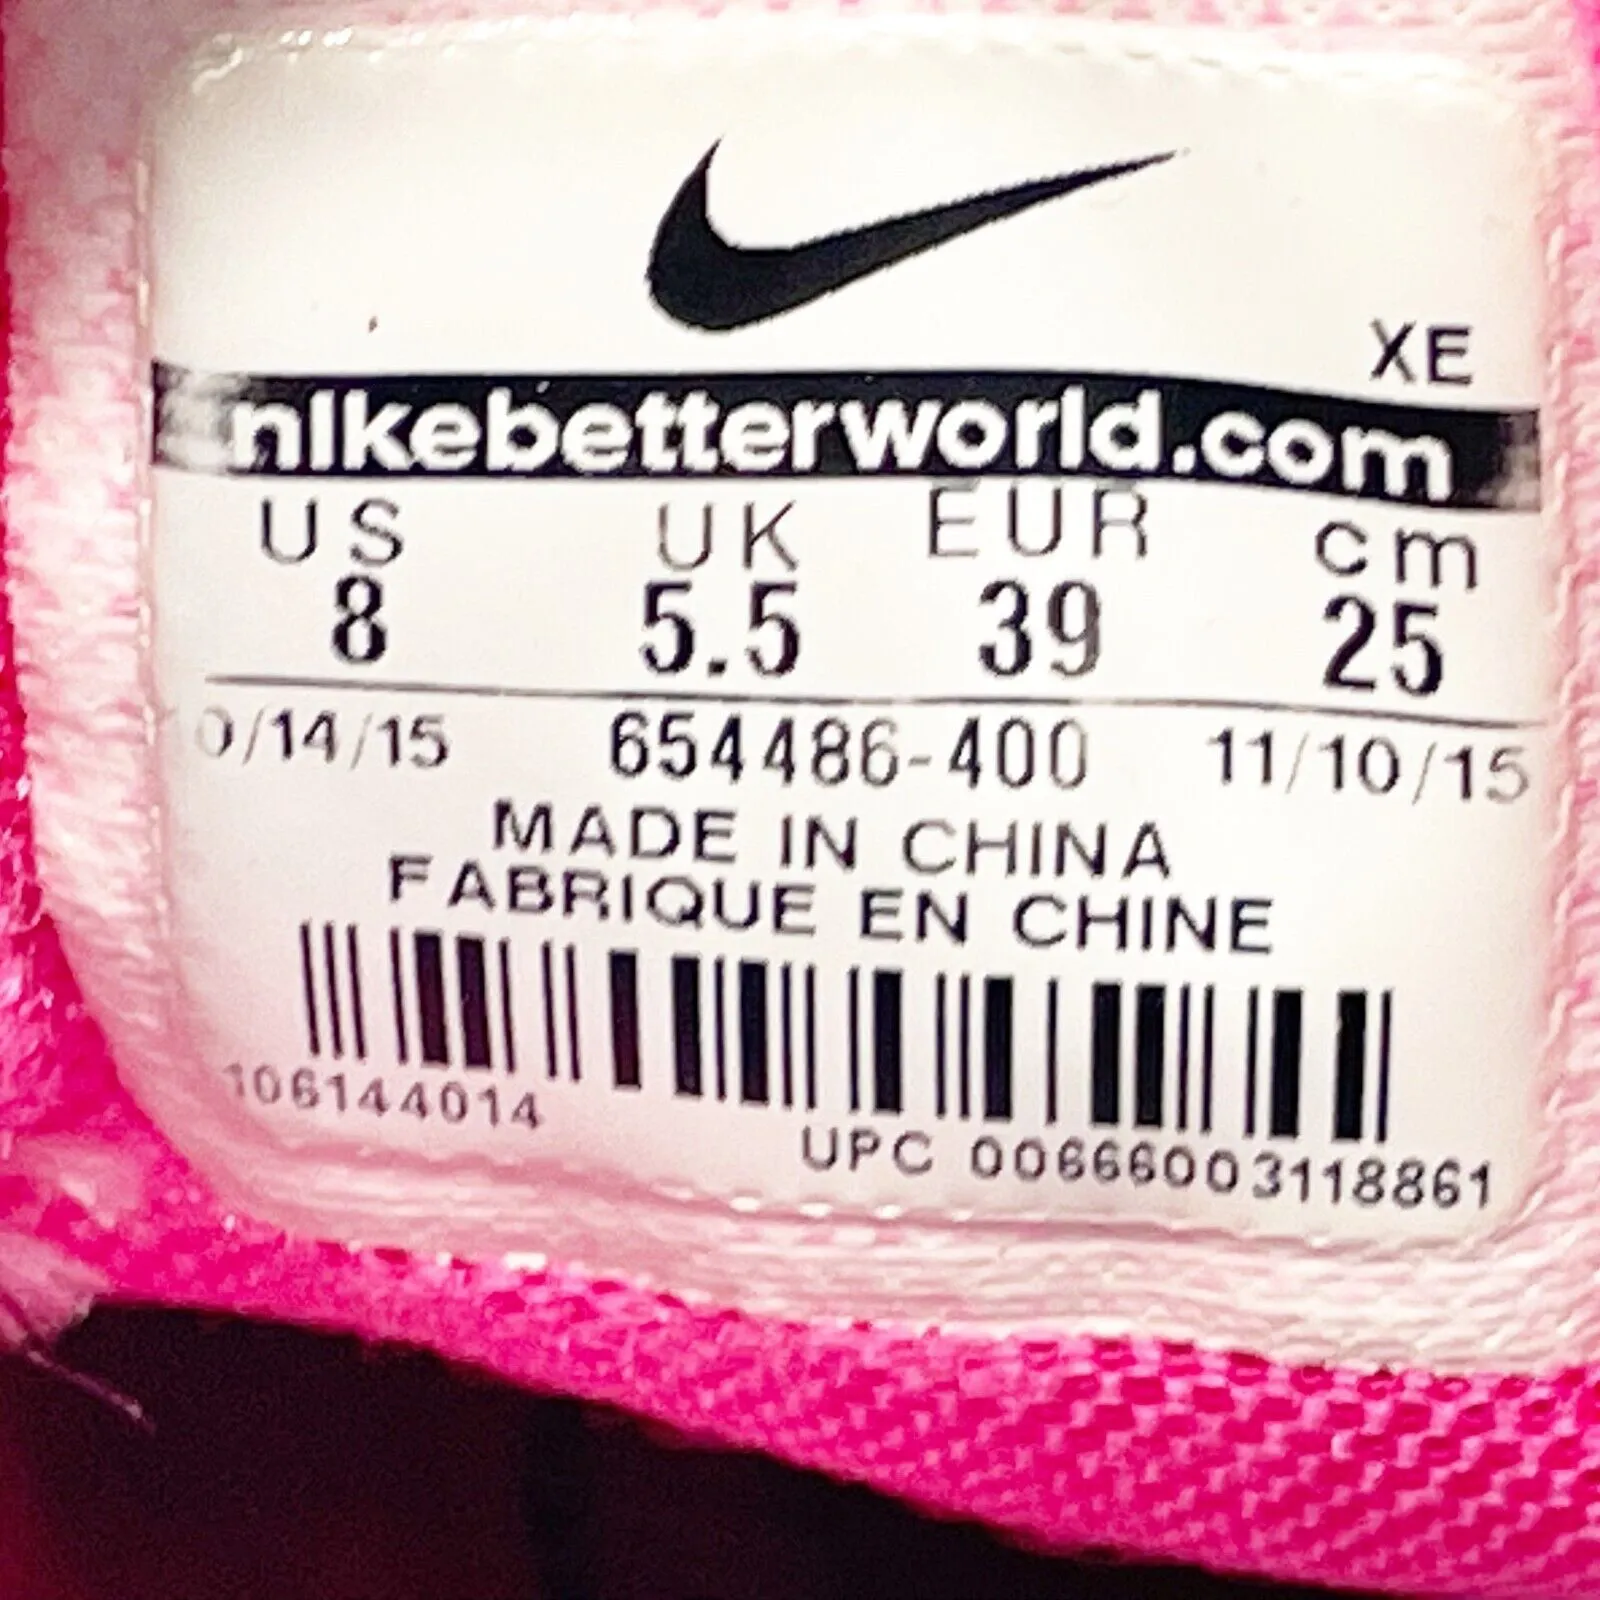 XE
nikebetterworld.com
US UK EUR cm
8 5.5 39 25
0/14/15 654486-400 11/10/15
MADE IN CHINA
FABRIQUE EN CHINE
106144014
UPC 00666003118861